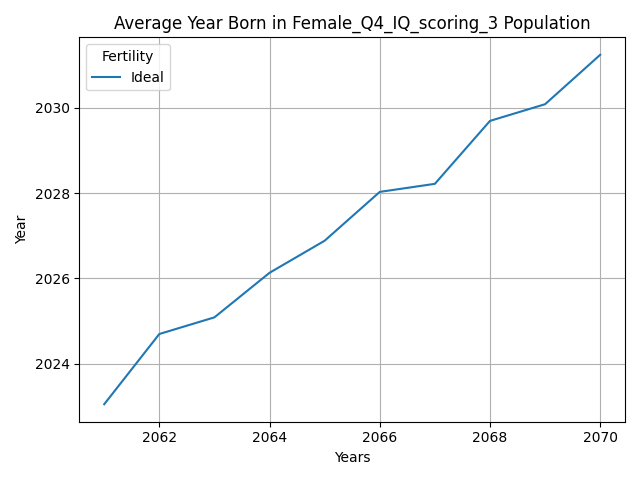 Average Year Born in Female_Q4_IQ_scoring_3 Population
Fertility
Ideal
Year
2030
2028
2026
2024
2062 2064 2066 2068 2070
Years